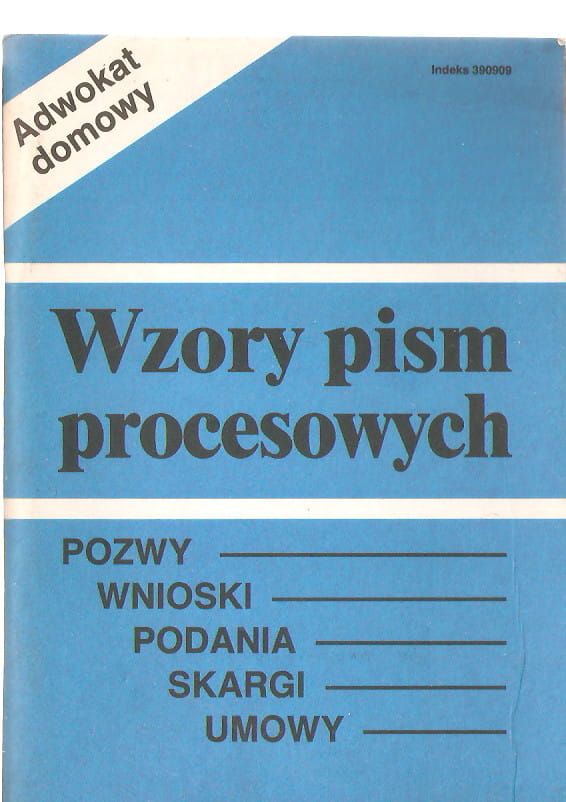 Adwokat
domowy
Indeks 390909
Wzory pism
procesowych
POZWY
WNIOSKI
PODANIA
SKARGI
UMOWY